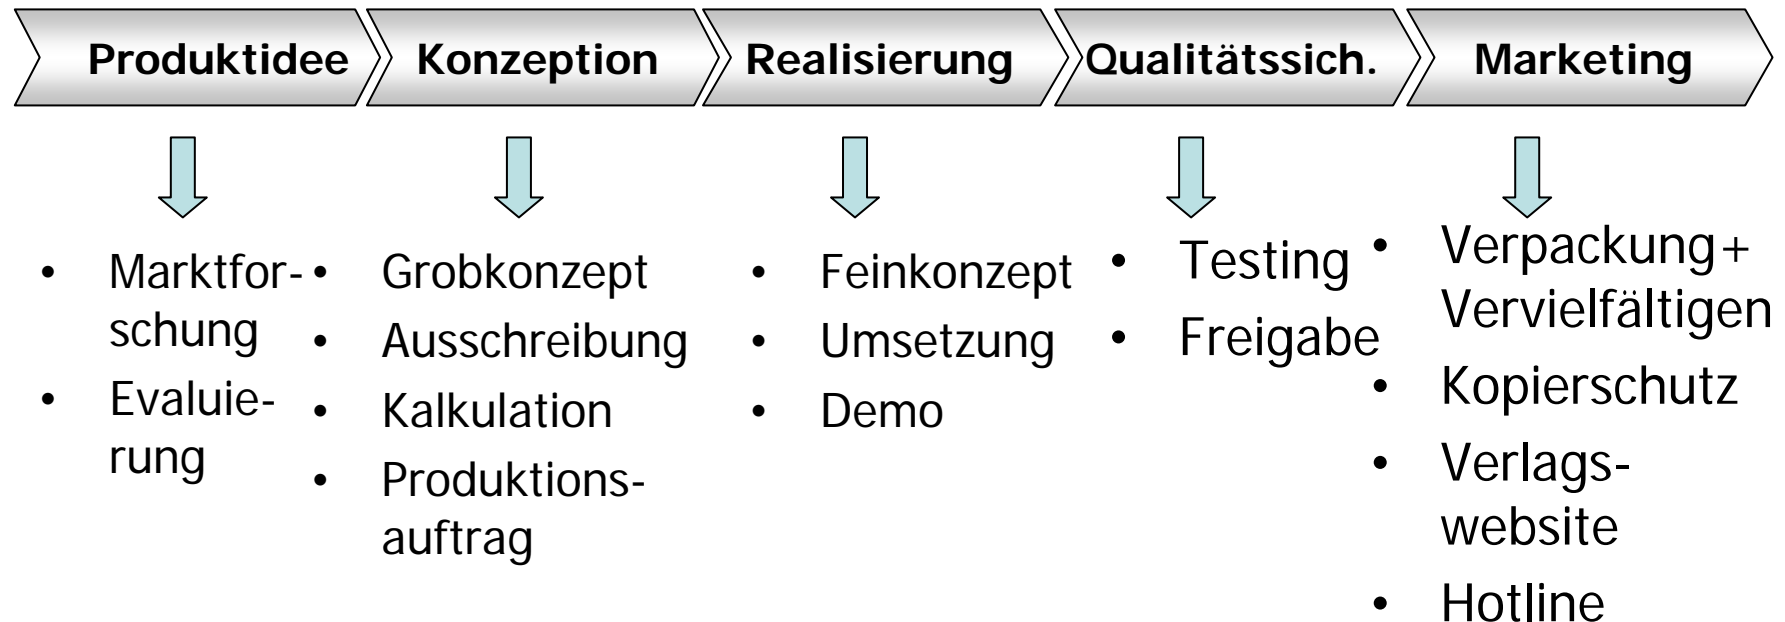 Produktidee
Konzeption
Realisierung
Qualitätssich.
Marketing
• Marktfor-
schung
• Evaluie-
rung
• Grobkonzept
• Ausschreibung
• Kalkulation
• Produktions-
auftrag
• Feinkonzept
• Umsetzung
• Demo
• Testing
• Freigabe
• Verpackung+
Vervielfältigen
• Kopierschutz
• Verlags-
website
• Hotline